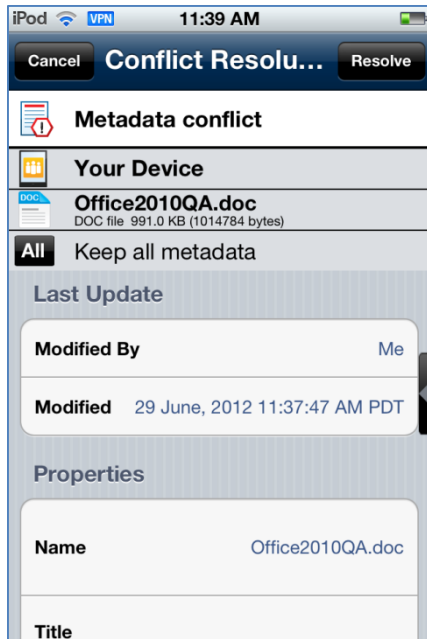 iPod VPN 11:39 AM
Cancel Conflict Resolu... Resolve
Metadata conflict
Your Device
DOC Office2010QA.doc
DOC file 991.0 KB (1014784 bytes)
All Keep all metadata
Last Update
Modified By Me
Modified 29 June, 2012 11:37:47 AM PDT
Properties
Name Office2010QA.doc
Title